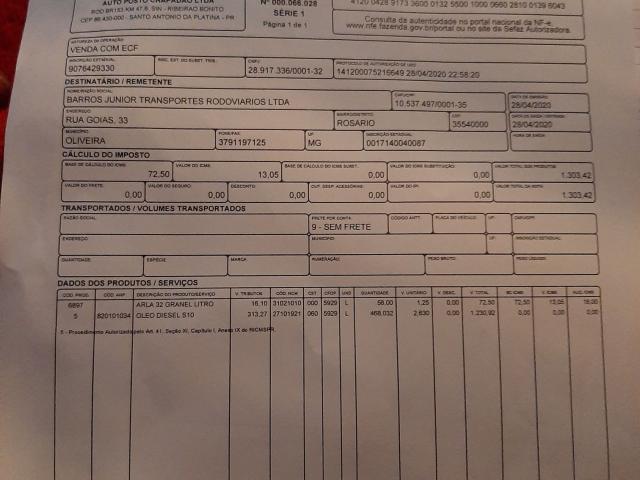 AUTO POSTO CHAPADAO LTDA
ROD BR153 KM 47,6, S/N - RIBEIRAO BONITO
CEP 86.430-000 - SANTO ANTONIO DA PLATINA - PR
Nº 000.066.028
SÉRIE 1
Página 1 de 1
Consulta da autenticidade no portal nacional da NF-e
www.nfe.fazenda.gov.br/portal ou no site da Sefaz Autorizadora.
NATUREZA DA OPERAÇÃO
VENDA COM ECF
INSCRIÇÃO ESTADUAL INSC. EST. DO SUBST. TRIB. CNPJ PROTOCOLO DE AUTORIZAÇÃO DE USO
9076429330 28.917.336/0001-32 141200075216649 28/04/2020 22:58:20
DESTINATÁRIO / REMETENTE
NOME/RAZÃO SOCIAL CNPJ/CPF DATA DE EMISSÃO
BARROS JUNIOR TRANSPORTES RODOVIARIOS LTDA 10.537.497/0001-35 28/04/2020
ENDEREÇO BAIRRO/DISTRITO CEP DATA DE SAÍDA / ENTRADA
RUA GOIAS, 33 ROSARIO 35540000 28/04/2020
MUNICÍPIO FONE/FAX UF INSCRIÇÃO ESTADUAL HORA DE SAÍDA
OLIVEIRA 3791197125 MG 0017140040087
CÁLCULO DO IMPOSTO
BASE DE CÁLCULO DO ICMS VALOR DO ICMS BASE DE CÁLCULO DO ICMS SUBST. VALOR DO ICMS SUBSTITUIÇÃO VALOR TOTAL DOS PRODUTOS
72,50 13,05 0,00 0,00 1.303,42
VALOR DO FRETE VALOR DO SEGURO DESCONTO OUT. DESP. ACESSÓRIAS VALOR DO IPI VALOR TOTAL DA NOTA
0,00 0,00 0,00 0,00 0,00 1.303,42
TRANSPORTADOS / VOLUMES TRANSPORTADOS
RAZÃO SOCIAL FRETE POR CONTA CÓDIGO ANTT PLACA DO VEÍCULO UF CNPJ/CPF
9 - SEM FRETE
ENDEREÇO MUNICÍPIO UF INSCRIÇÃO ESTADUAL
QUANTIDADE ESPÉCIE MARCA NUMERAÇÃO PESO BRUTO PESO LÍQUIDO
DADOS DOS PRODUTOS / SERVIÇOS
CÓD. PROD. CÓD. ANP DESCRIÇÃO DO PRODUTO/SERVIÇO V. TRIBUTOS CÓD. NCM CST CFOP UND QUANTIDADE V. UNITÁRIO V. DESC. V. TOTAL BC ICMS V. ICMS ALIQ. ICMS
6897 ARLA 32 GRANEL LITRO 16,10 31021010 000 5929 L 58,00 1,25 0,00 72,50 72,50 13,05 18,00
5 820101034 OLEO DIESEL S10 313,27 27101921 060 5929 L 468,032 2,630 0,00 1.230,92 0,00 0,00 0,00
5 - Procedimento Autorizado pelo Art. 41, Seção XI, Capítulo I, Anexo IX do RICMS/PR.